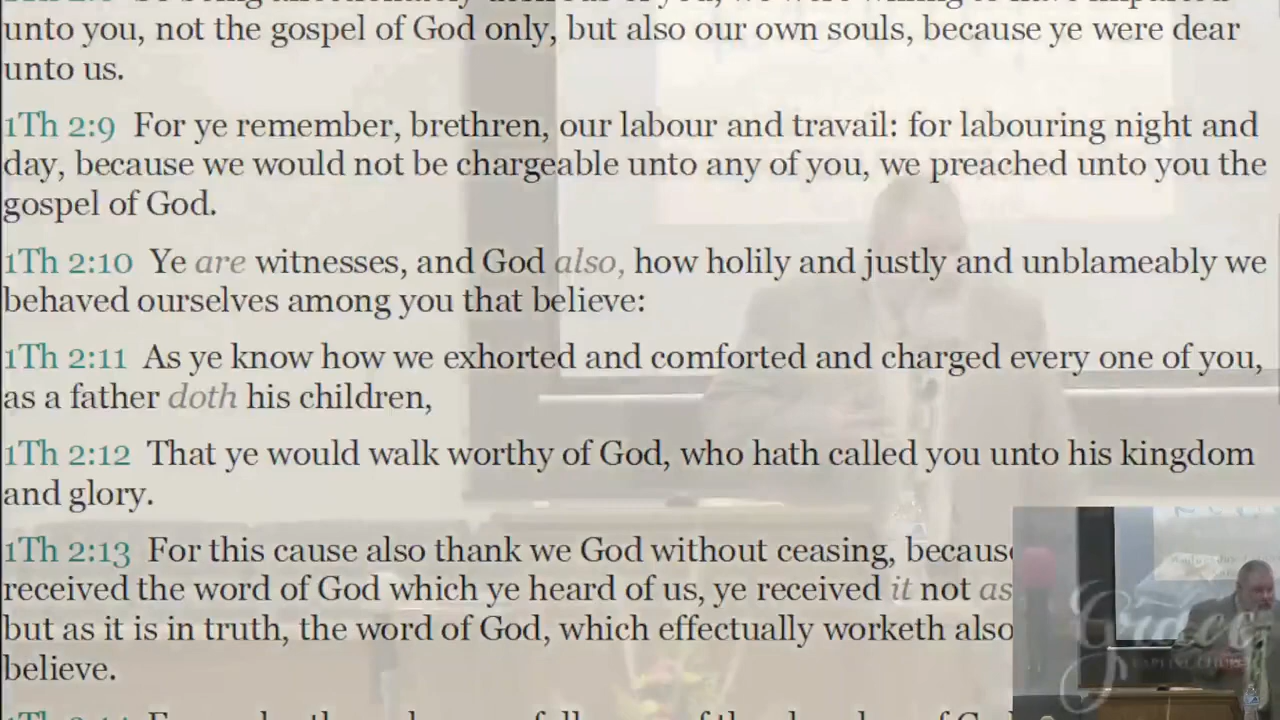 unto you, not the gospel of God only, but also our own souls, because ye were dear
unto us.
1Th 2:9 For ye remember, brethren, our labour and travail: for labouring night and
day, because we would not be chargeable unto any of you, we preached unto you the
gospel of God.
1Th 2:10 Ye are witnesses, and God also, how holily and justly and unblameably we
behaved ourselves among you that believe:
1Th 2:11 As ye know how we exhorted and comforted and charged every one of you,
as a father doth his children,
1Th 2:12 That ye would walk worthy of God, who hath called you unto his kingdom
and glory.
1Th 2:13 For this cause also thank we God without ceasing, because
received the word of God which ye heard of us, ye received it not as
but as it is in truth, the word of God, which effectually worketh also
believe.
Grace
BAPTIST CHURCH